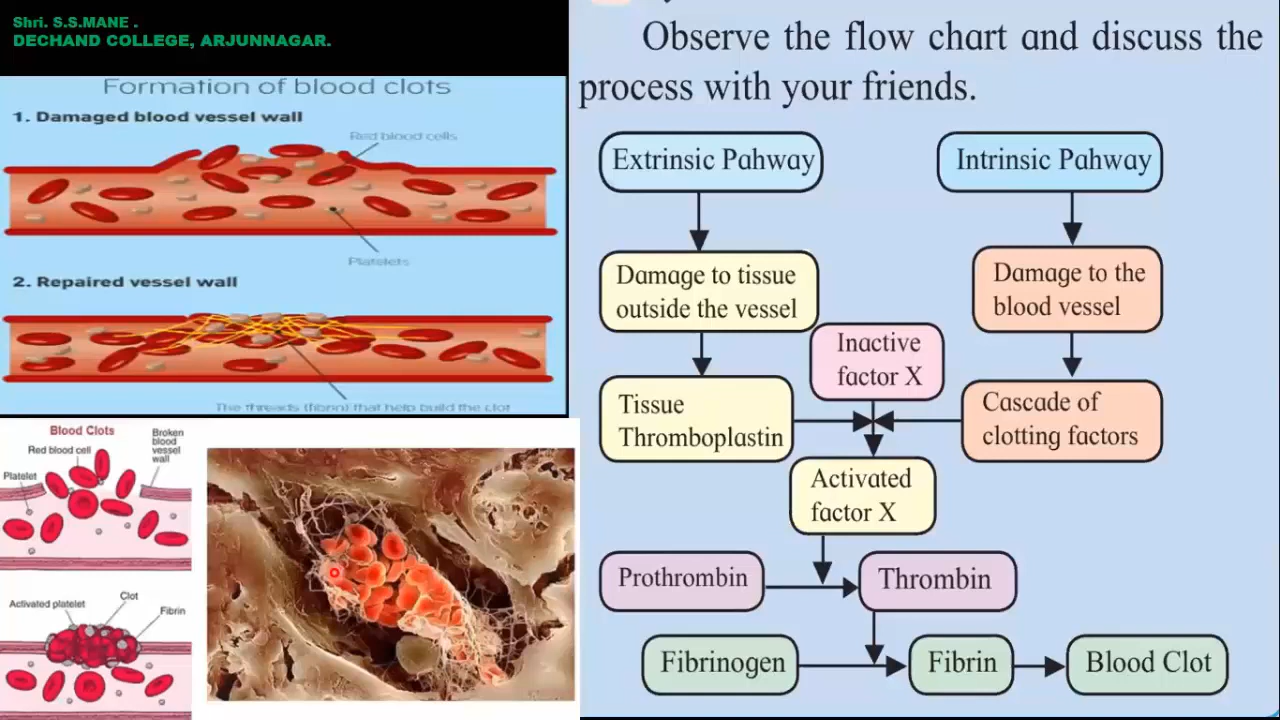 Shri. S.S.MANE .
DECHAND COLLEGE, ARJUNNAGAR.
Formation of blood clots
1. Damaged blood vessel wall
Red blood cells
Platelets
2. Repaired vessel wall
The threads (fibrin) that help build the clot
Blood Clots
Red blood cell
Broken
blood
vessel
wall
Platelet
Activated platelet
Clot
Fibrin
Observe the flow chart and discuss the
process with your friends.
Extrinsic Pahway
Intrinsic Pahway
Damage to tissue
outside the vessel
Damage to the
blood vessel
Inactive
factor X
Tissue
Thromboplastin
Cascade of
clotting factors
Activated
factor X
Prothrombin
Thrombin
Fibrinogen
Fibrin
Blood Clot